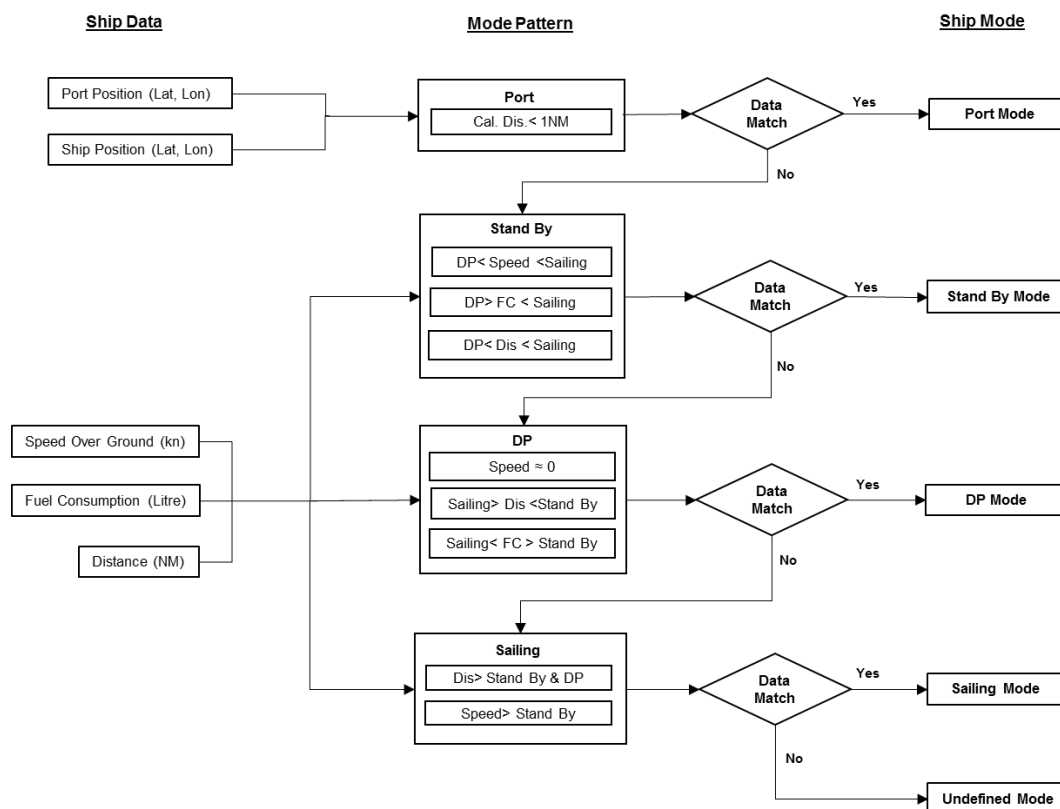 Ship Data
Mode Pattern
Ship Mode
Port Position (Lat, Lon)
Ship Position (Lat, Lon)
Port
Cal. Dis.< 1NM
Data
Match
Yes
Port Mode
No
Stand By
DP< Speed <Sailing
DP> FC < Sailing
DP< Dis < Sailing
Data
Match
Yes
Stand By Mode
No
Speed Over Ground (kn)
Fuel Consumption (Litre)
Distance (NM)
DP
Speed ≈ 0
Sailing> Dis <Stand By
Sailing< FC > Stand By
Data
Match
Yes
DP Mode
No
Sailing
Dis> Stand By & DP
Speed> Stand By
Data
Match
Yes
Sailing Mode
No
Undefined Mode